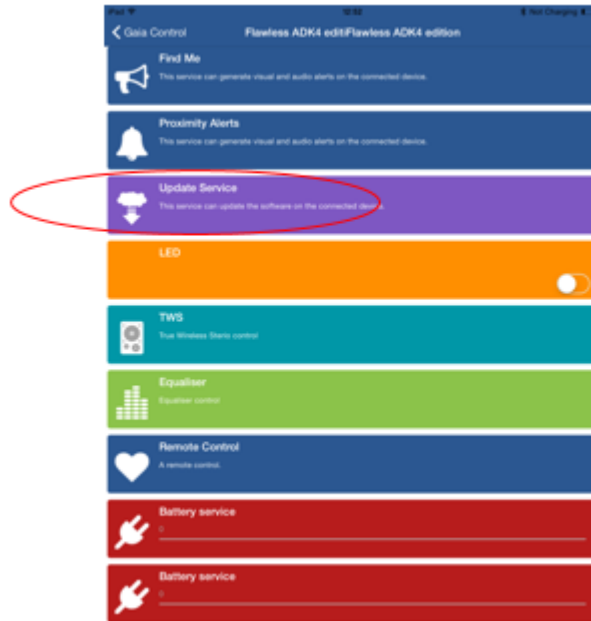 iPad 12:52 Not Charging
Gaia Control Flawless ADK4 editiFlawless ADK4 edition
Find Me
This service can generate visual and audio alerts on the connected device.
Proximity Alerts
This service can generate visual and audio alerts on the connected device.
Update Service
This service can update the software on the connected device.
LED
TWS
True Wireless Sterio control
Equaliser
Equaliser control
Remote Control
A remote control.
Battery service
0
Battery service
0